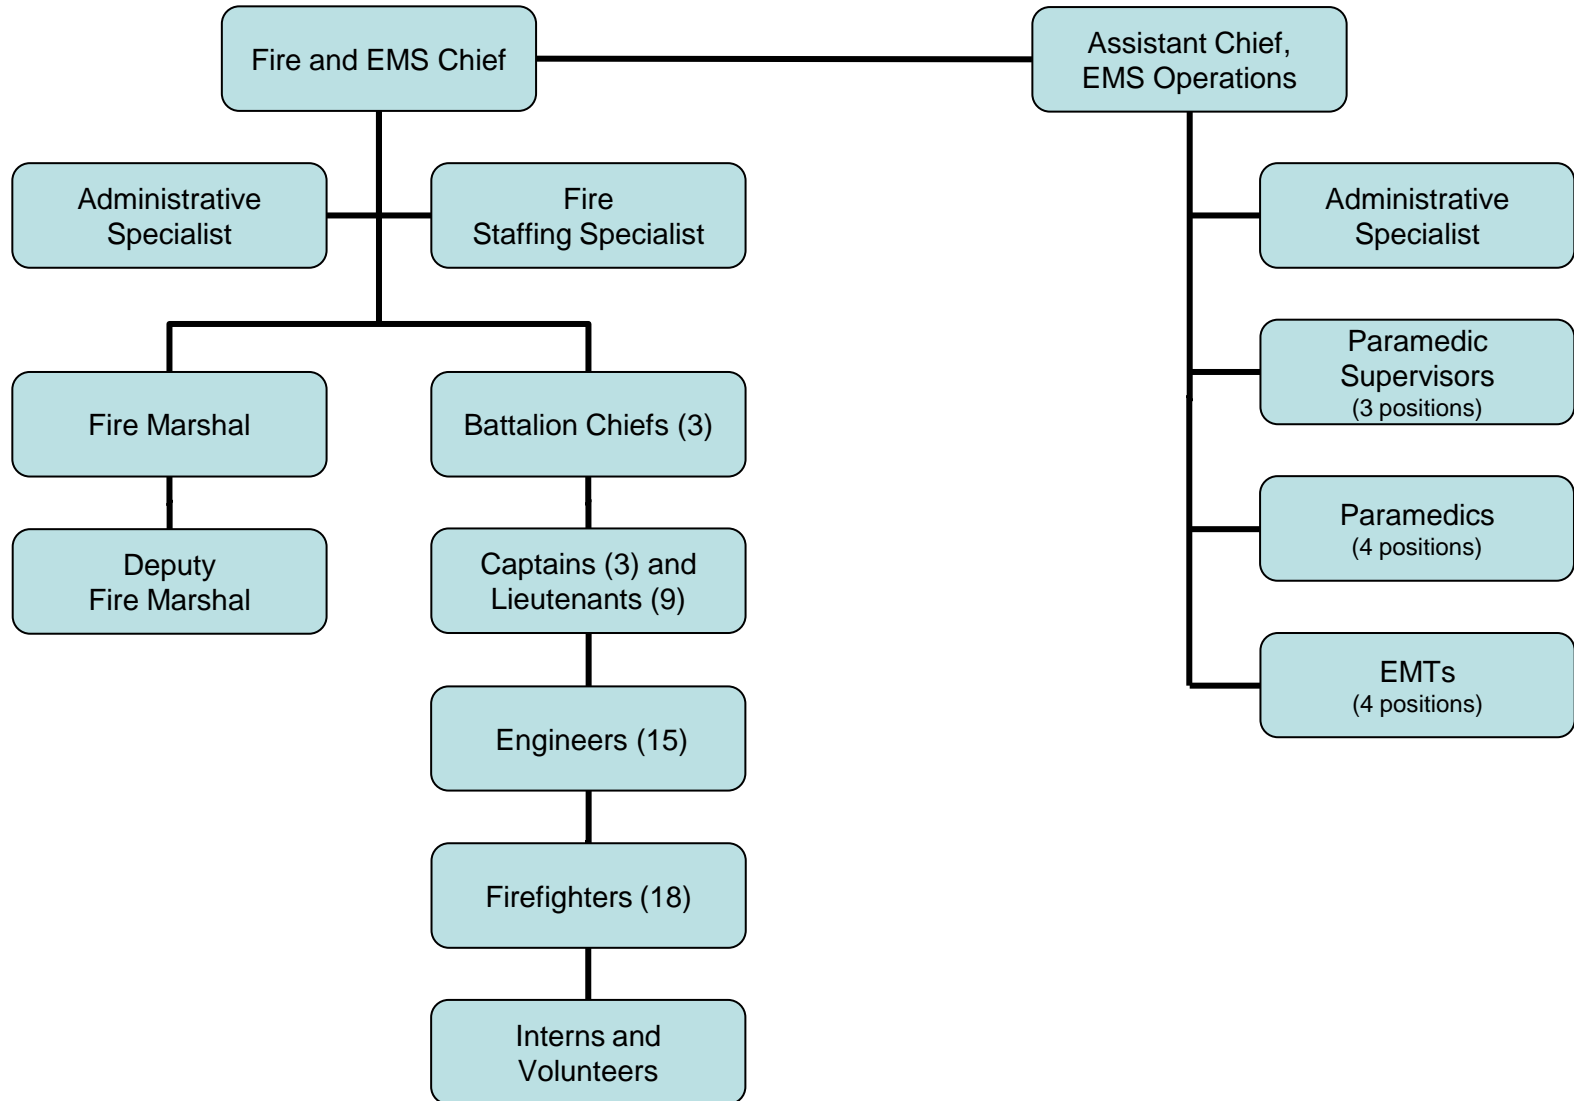 Fire and EMS Chief
Assistant Chief,
EMS Operations
Administrative
Specialist
Fire
Staffing Specialist
Administrative
Specialist
Fire Marshal
Battalion Chiefs (3)
Paramedic
Supervisors
(3 positions)
Deputy
Fire Marshal
Captains (3) and
Lieutenants (9)
Paramedics
(4 positions)
Engineers (15)
EMTs
(4 positions)
Firefighters (18)
Interns and
Volunteers